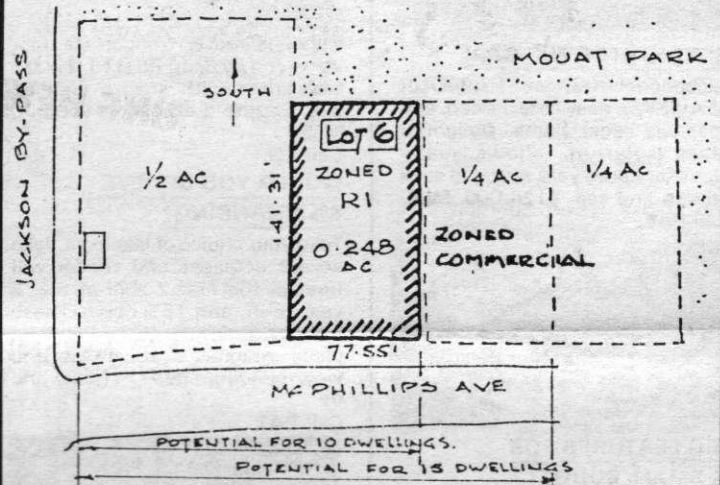 MOUAT PARK
SOUTH
JACKSON BY-PASS
LOT 6
ZONED
R1
0.248
AC
1/2 AC
41.31'
1/4 AC
1/4 AC
ZONED
COMMERCIAL
77.55'
McPHILLIPS AVE
POTENTIAL FOR 10 DWELLINGS.
POTENTIAL FOR 15 DWELLINGS